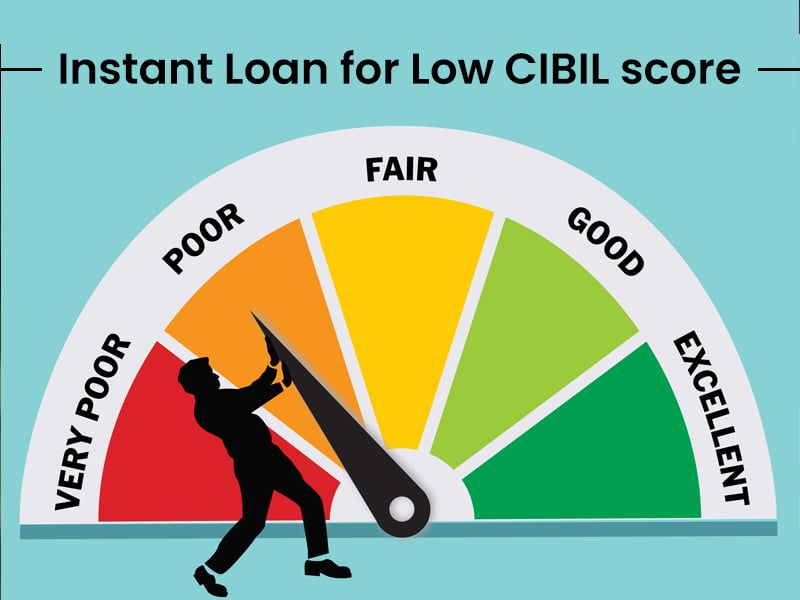 Instant Loan for Low CIBIL score
VERY POOR
POOR
FAIR
GOOD
EXCELLENT